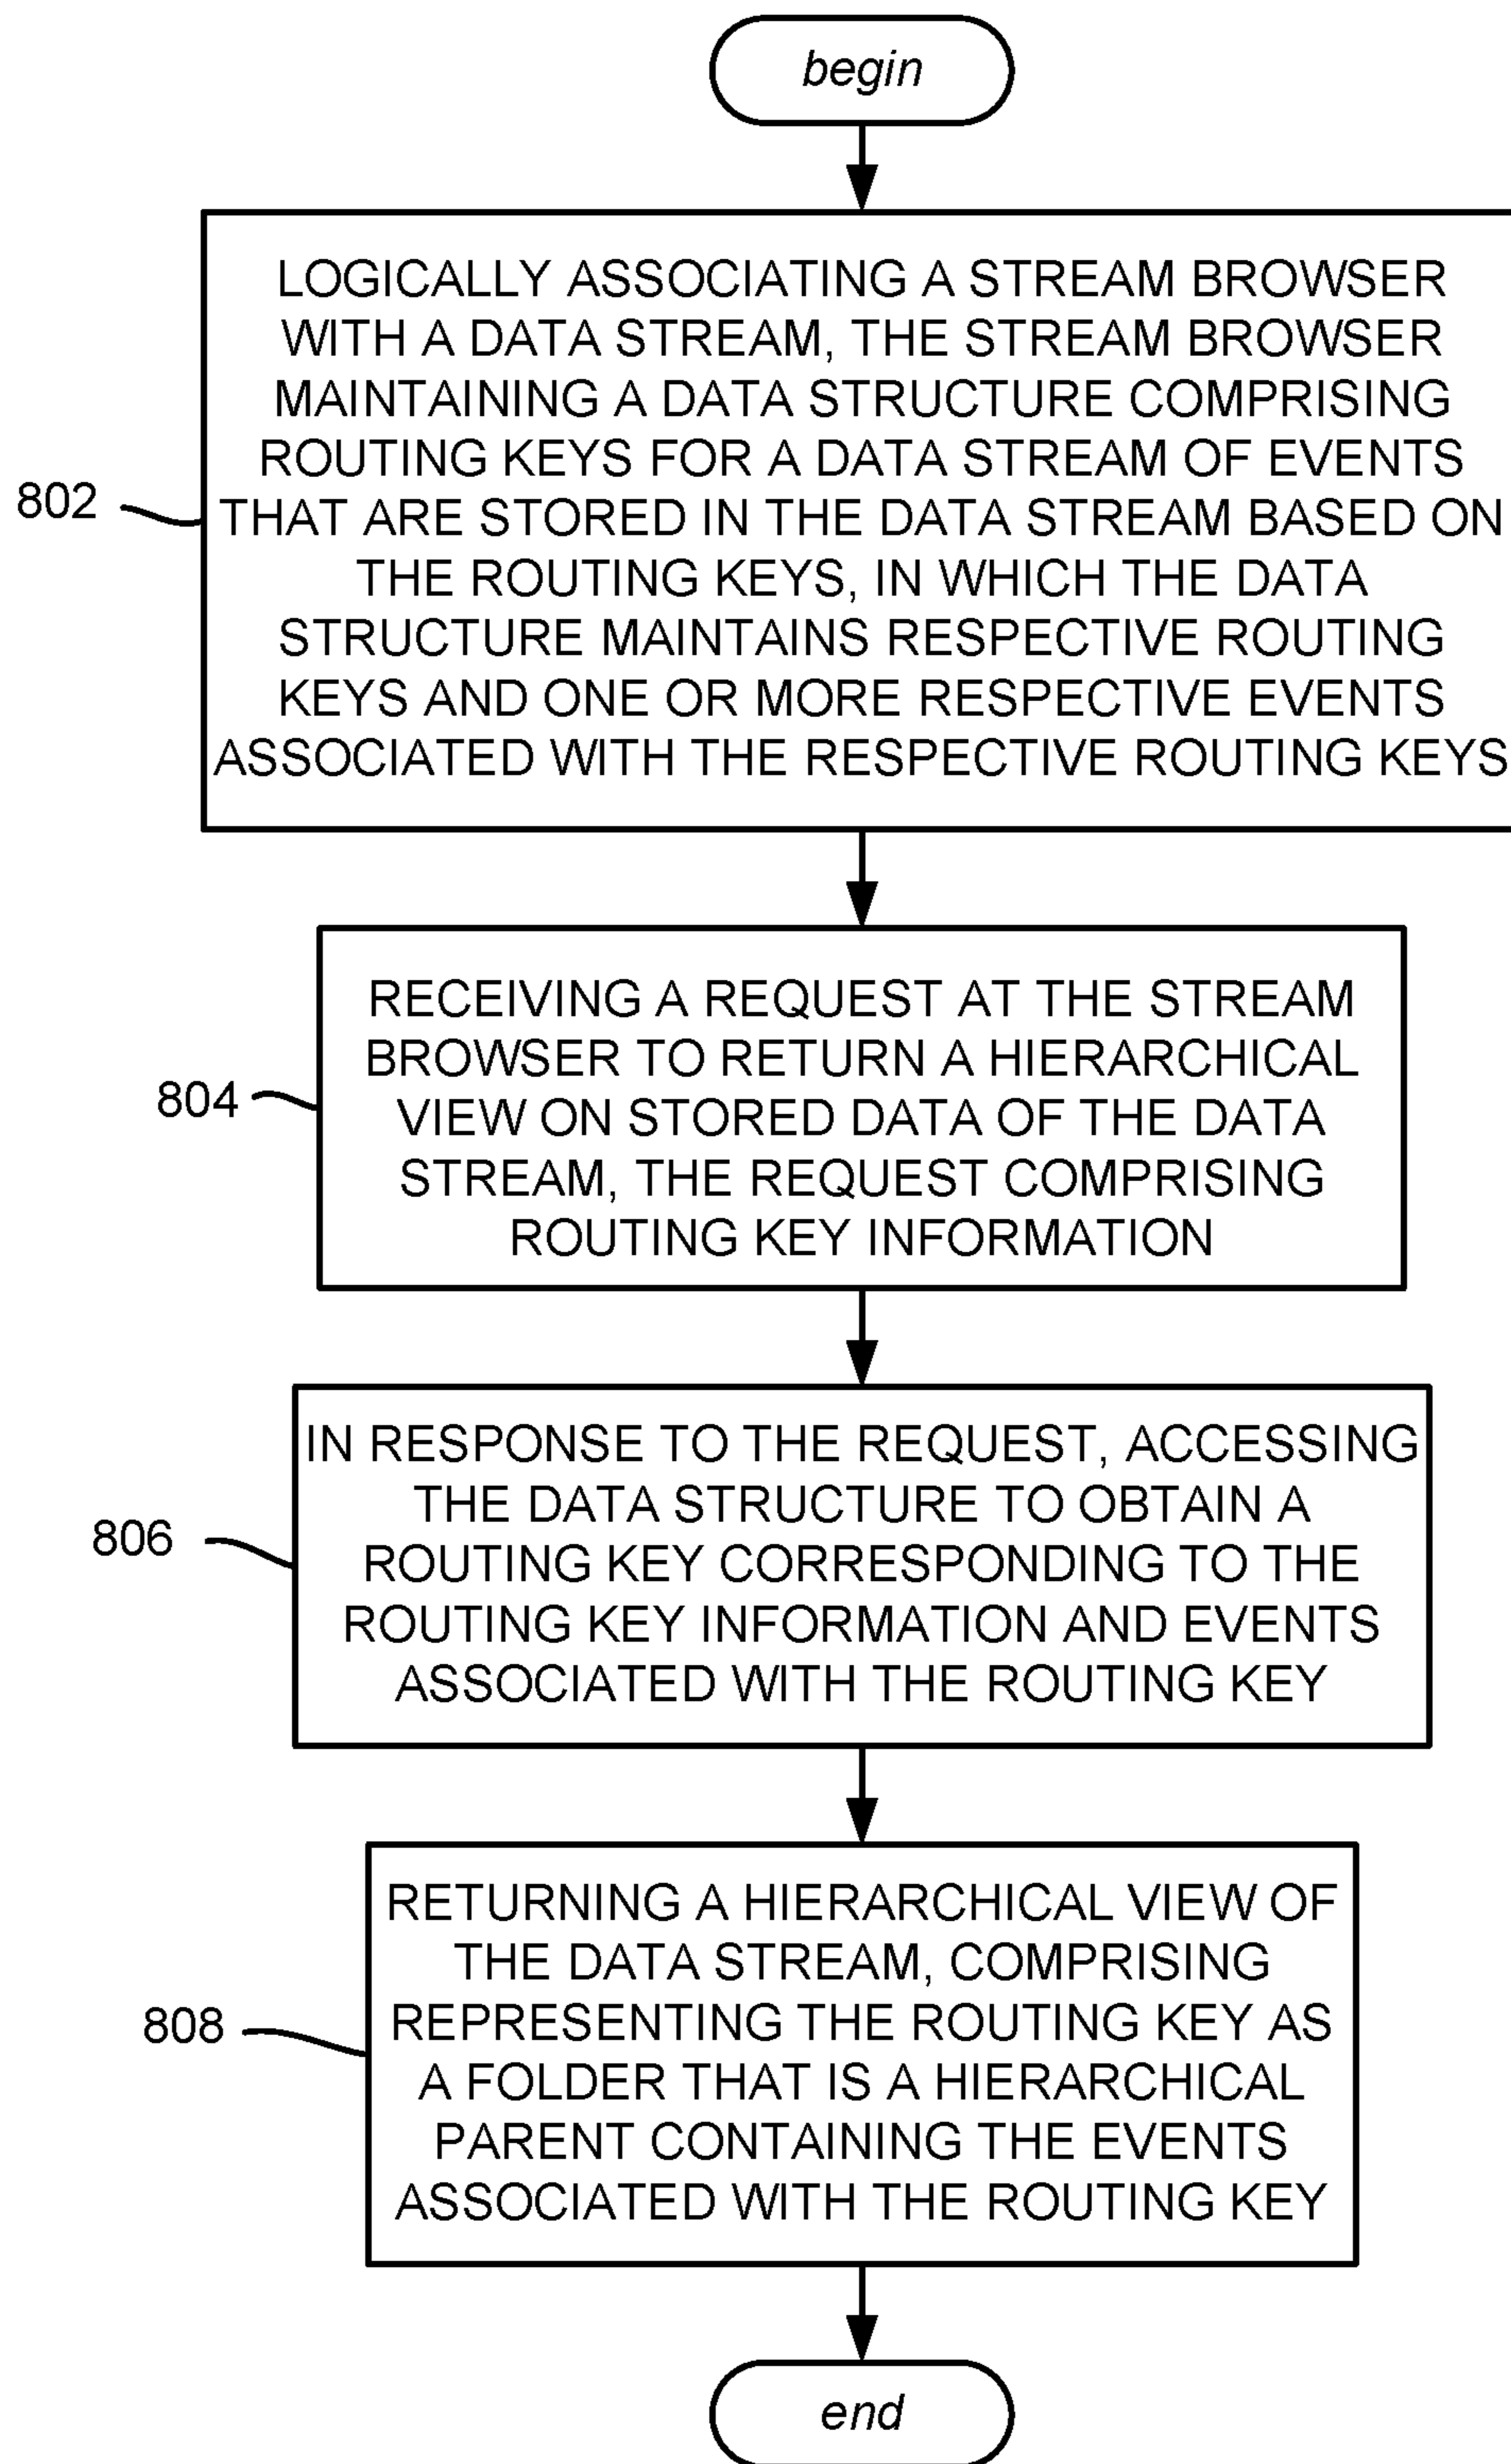 begin
LOGICALLY ASSOCIATING A STREAM BROWSER
WITH A DATA STREAM, THE STREAM BROWSER
MAINTAINING A DATA STRUCTURE COMPRISING
ROUTING KEYS FOR A DATA STREAM OF EVENTS
THAT ARE STORED IN THE DATA STREAM BASED ON
THE ROUTING KEYS, IN WHICH THE DATA
STRUCTURE MAINTAINS RESPECTIVE ROUTING
KEYS AND ONE OR MORE RESPECTIVE EVENTS
ASSOCIATED WITH THE RESPECTIVE ROUTING KEYS
802
RECEIVING A REQUEST AT THE STREAM
BROWSER TO RETURN A HIERARCHICAL
VIEW ON STORED DATA OF THE DATA
STREAM, THE REQUEST COMPRISING
ROUTING KEY INFORMATION
804
IN RESPONSE TO THE REQUEST, ACCESSING
THE DATA STRUCTURE TO OBTAIN A
ROUTING KEY CORRESPONDING TO THE
ROUTING KEY INFORMATION AND EVENTS
ASSOCIATED WITH THE ROUTING KEY
806
RETURNING A HIERARCHICAL VIEW OF
THE DATA STREAM, COMPRISING
REPRESENTING THE ROUTING KEY AS
A FOLDER THAT IS A HIERARCHICAL
PARENT CONTAINING THE EVENTS
ASSOCIATED WITH THE ROUTING KEY
808
end